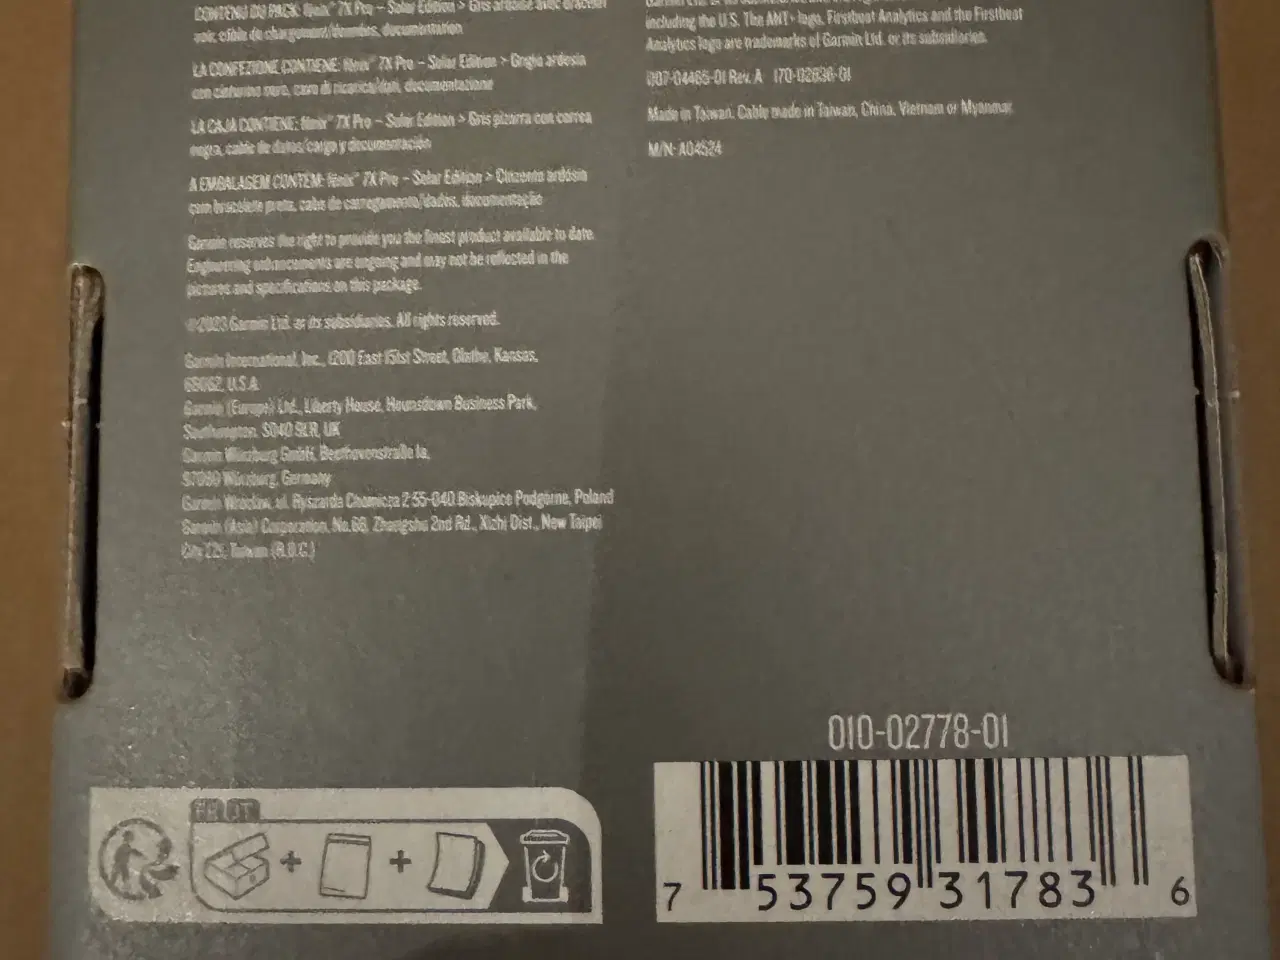 CONTENU DU PACK: fēnix® 7X Pro – Solar Edition > Gris ardoise avec bracelet
noir, câble de chargement/données, documentation
LA CONFEZIONE CONTIENE: fēnix® 7X Pro – Solar Edition > Grigio ardesia
con cinturino nero, cavo di ricarica/dati, documentazione
LA CAJA CONTIENE: fēnix® 7X Pro – Solar Edition > Gris pizarra con correa
negra, cable de datos/carga y documentación
A EMBALAGEM CONTÉM: fēnix® 7X Pro – Solar Edition > Cinzento ardósia
com bracelete preta, cabo de carregamento/dados, documentação
Garmin reserves the right to provide you the finest product available to date.
Engineering enhancements are ongoing and may not be reflected in the
pictures and specifications on this package.
©2023 Garmin Ltd. or its subsidiaries. All rights reserved.
Garmin International, Inc., 1200 East 151st Street, Olathe, Kansas,
66062, U.S.A.
Garmin (Europe) Ltd., Liberty House, Hounsdown Business Park,
Southampton, SO40 9LR, UK
Garmin Würzburg GmbH, Beethovenstraße 1a,
97080 Würzburg, Germany
Garmin Wrocław, ul. Ryszarda Chomicza 2 55-040 Biskupice Podgórne, Poland
Garmin (Asia) Corporation, No.68, Zhangshu 2nd Rd., Xizhi Dist., New Taipei
City 221, Taiwan (R.O.C.)
including the U.S. The ANT+ logo, Firstbeat Analytics and the Firstbeat
Analytics logo are trademarks of Garmin Ltd. or its subsidiaries.
007-04465-01 Rev. A 170-02836-01
Made in Taiwan. Cable made in Taiwan, China, Vietnam or Myanmar
M/N: A04524
010-02778-01
7 53759 31783 6